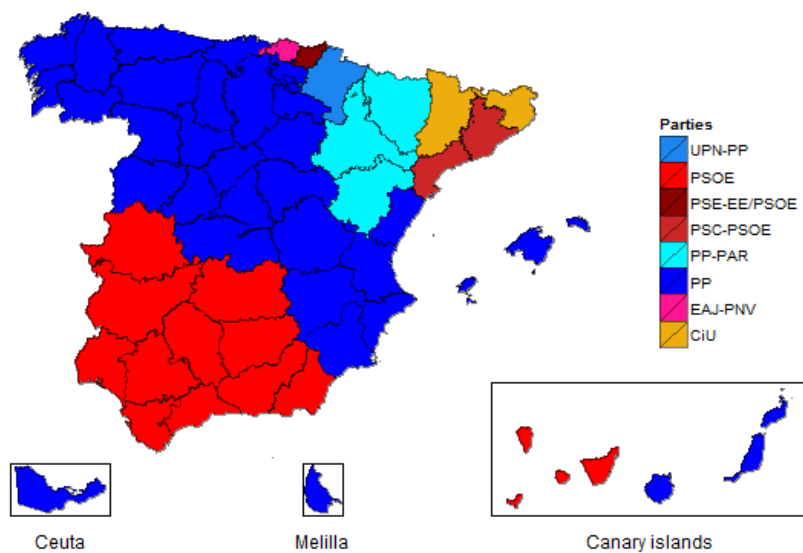 Parties
UPN-PP
PSOE
PSE-EE/PSOE
PSC-PSOE
PP-PAR
PP
EAJ-PNV
CiU
Ceuta
Melilla
Canary islands